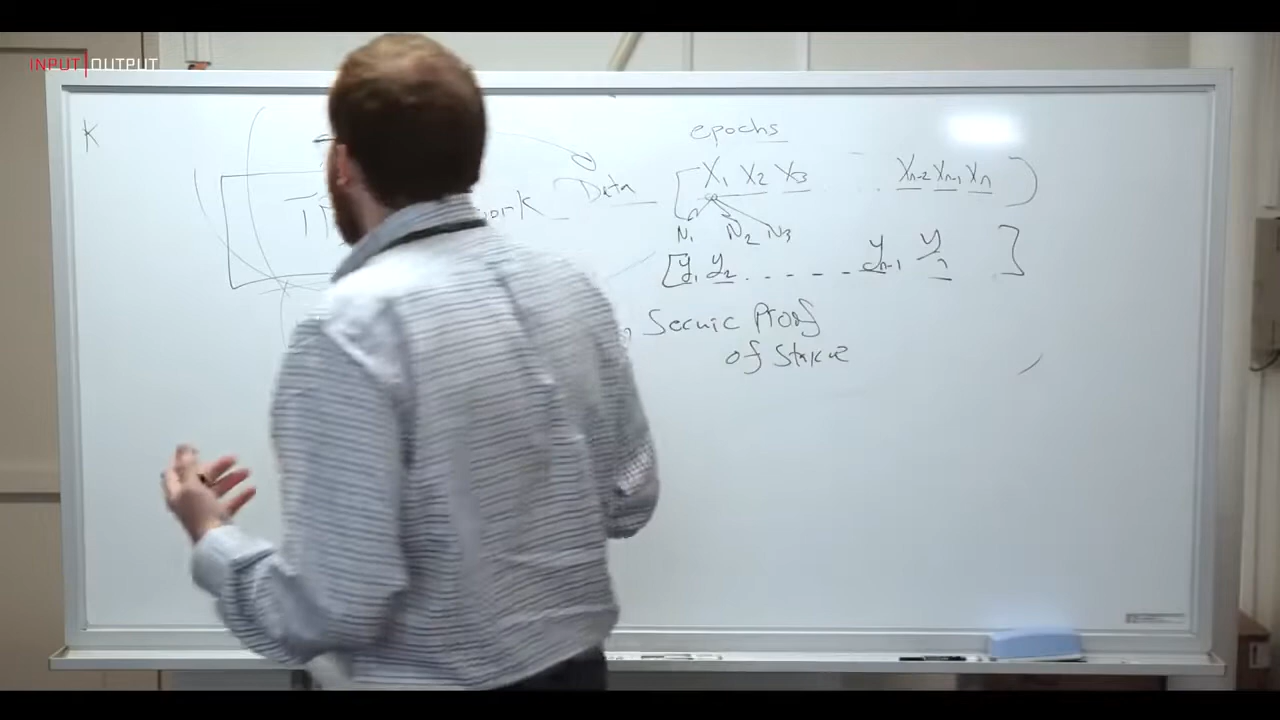 INPUT|OUTPUT
K
epochs
Data
[X1 X2 X3 . . . Xn-2 Xn-1 Xn)
N1 N2 N3
[y1 y2 . . . . . yn-1 yn]
Proof
of Stake